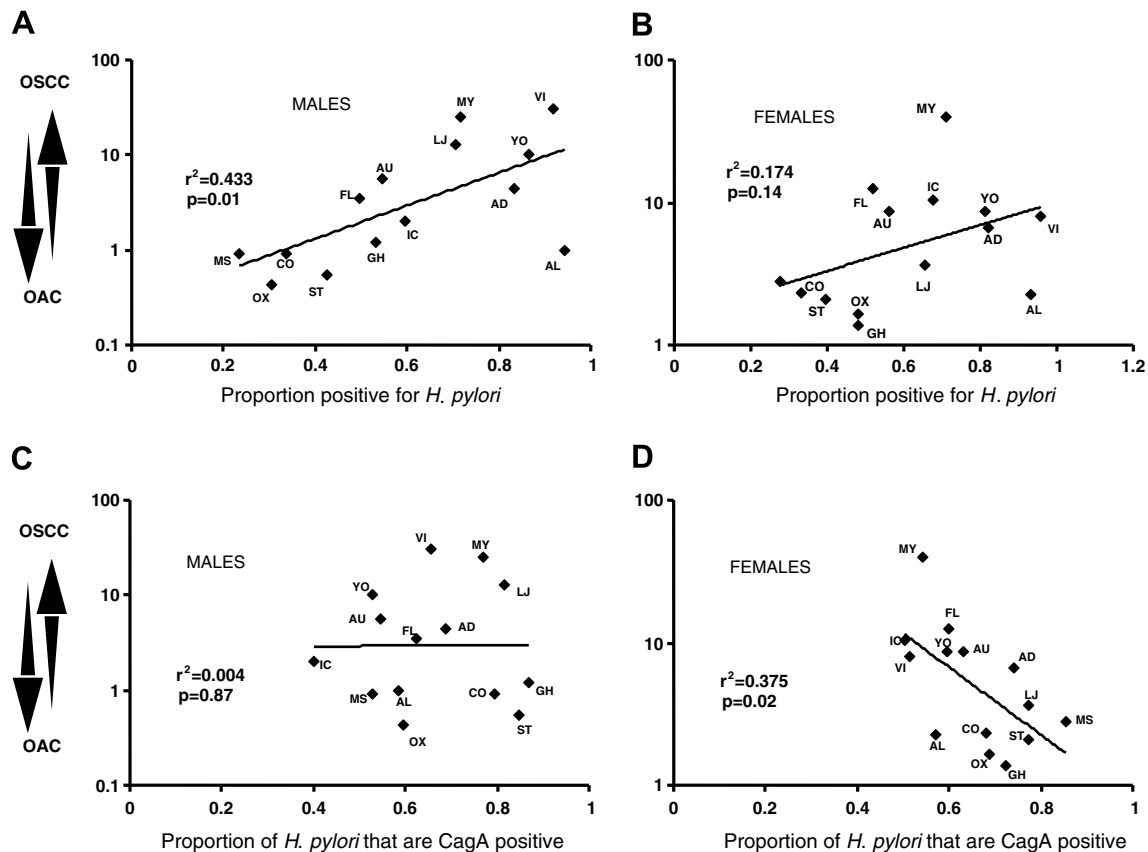 A
B
100
10
1
0.1
OSCC
OAC
MALES
r²=0.433
p=0.01
MS
CO
OX
ST
FL
AU
GH
IC
LJ
MY
VI
YO
AD
AL
0
0.2
0.4
0.6
0.8
1
Proportion positive for H. pylori
100
10
1
FEMALES
r²=0.174
p=0.14
MY
FL
AU
IC
YO
AD
VI
LJ
AL
CO
ST
OX
GH
0
0.2
0.4
0.6
0.8
1
1.2
Proportion positive for H. pylori
C
D
100
10
1
0.1
OSCC
OAC
MALES
r²=0.004
p=0.87
VI
MY
LJ
YO
AU
FL
AD
IC
MS
AL
OX
CO
GH
ST
0
0.2
0.4
0.6
0.8
1
Proportion of H. pylori that are CagA positive
100
10
1
FEMALES
r²=0.375
p=0.02
MY
FL
IC
YO
AU
VI
AD
LJ
MS
AL
CO
ST
OX
GH
0
0.2
0.4
0.6
0.8
1
Proportion of H. pylori that are CagA positive